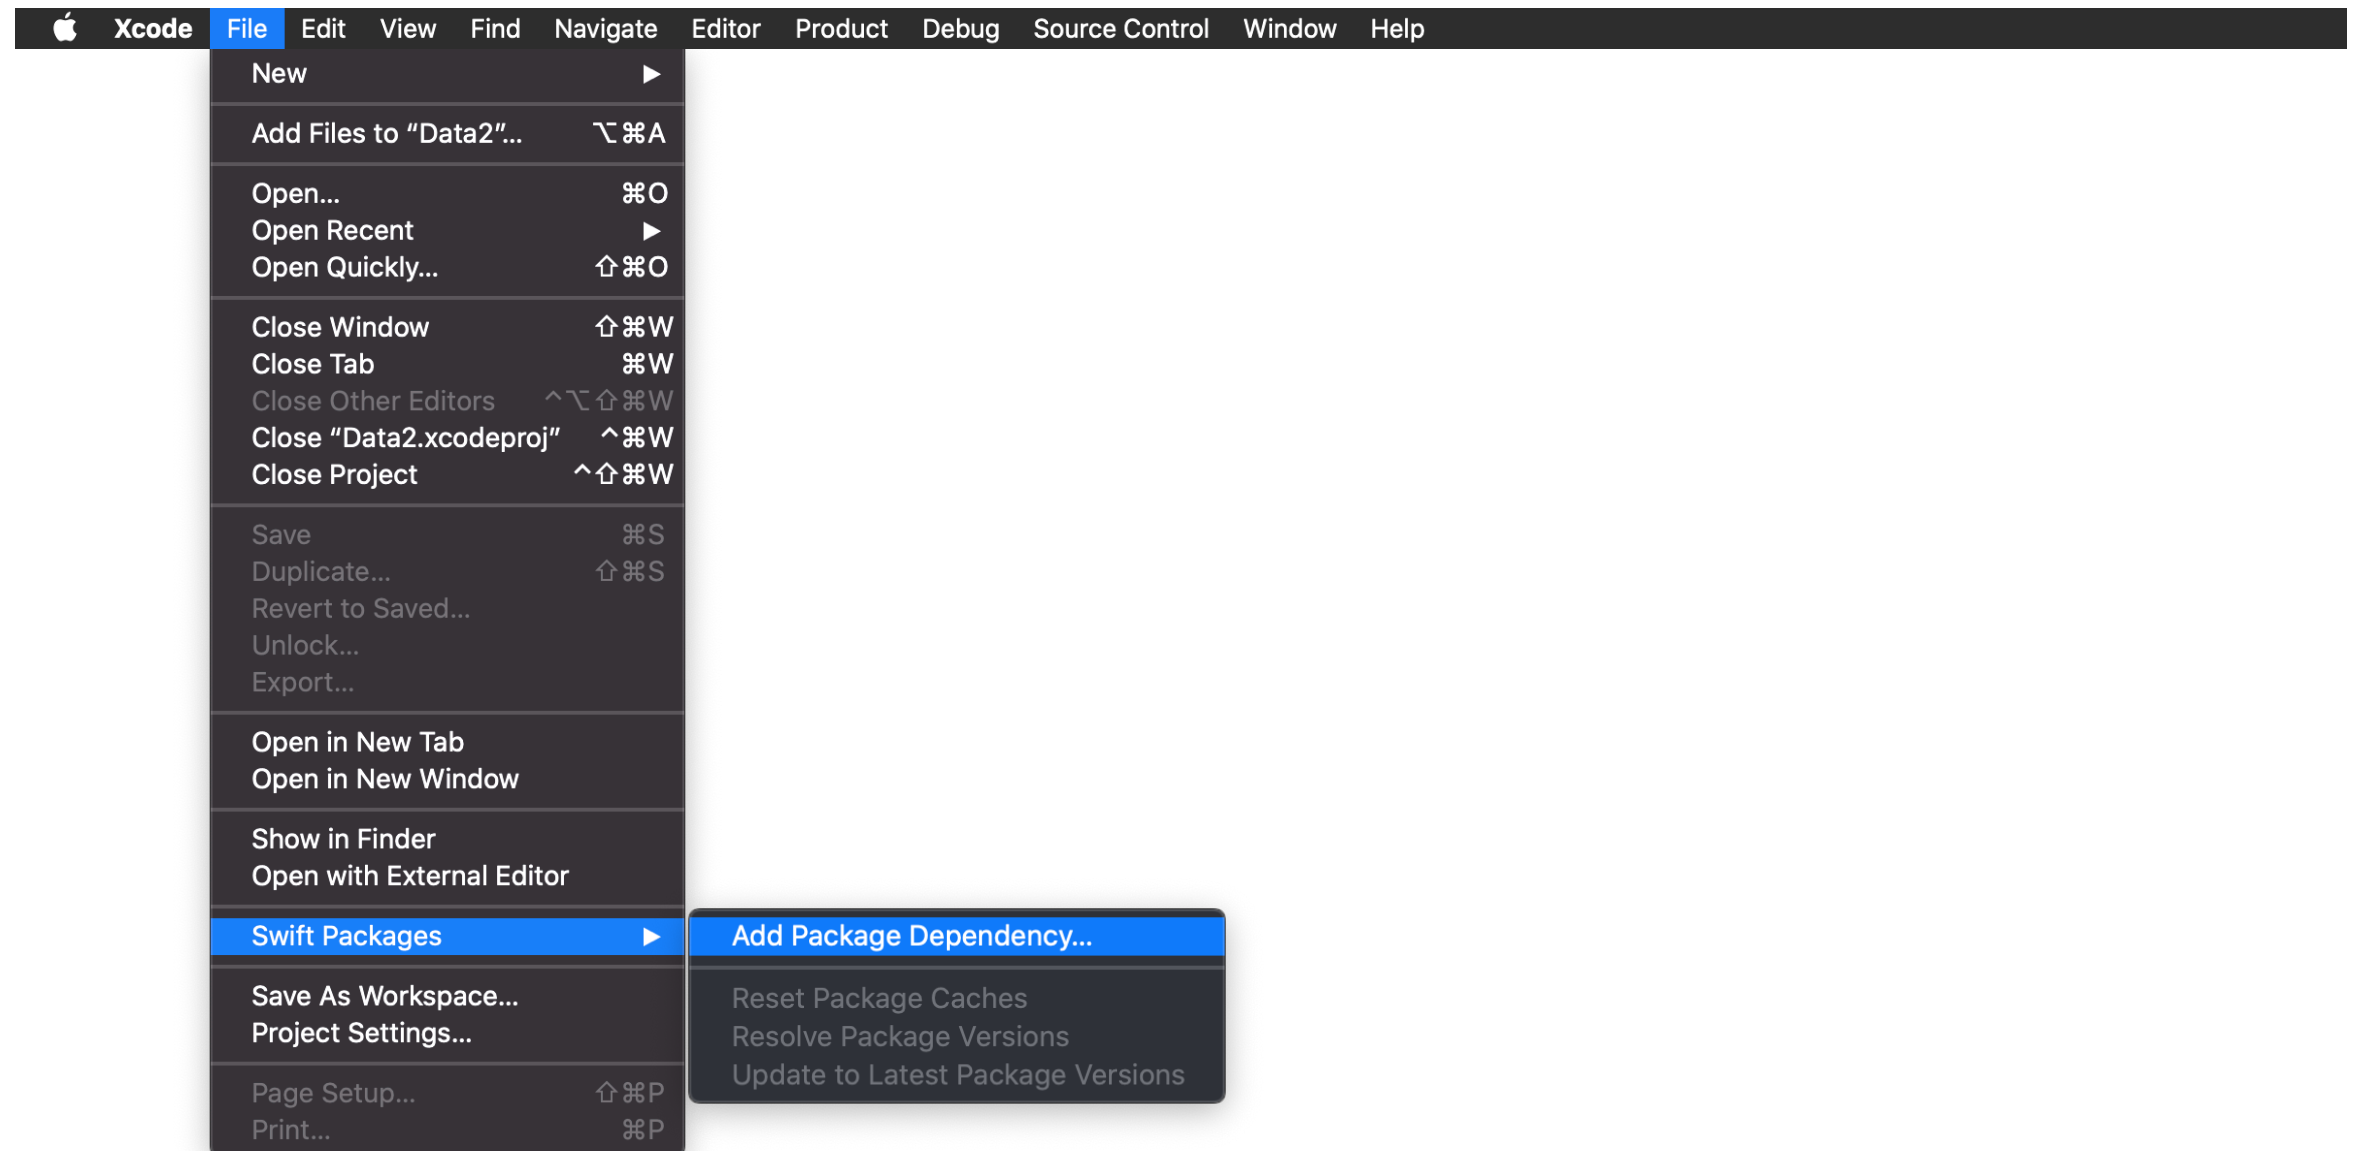 Xcode File Edit View Find Navigate Editor Product Debug Source Control Window Help
New ▶
Add Files to “Data2”... ⌥⌘A
Open... ⌘O
Open Recent ▶
Open Quickly... ⇧⌘O
Close Window ⇧⌘W
Close Tab ⌘W
Close Other Editors ^⌥⇧⌘W
Close “Data2.xcodeproj” ^⌘W
Close Project ^⇧⌘W
Save ⌘S
Duplicate... ⇧⌘S
Revert to Saved...
Unlock...
Export...
Open in New Tab
Open in New Window
Show in Finder
Open with External Editor
Swift Packages ▶
Add Package Dependency...
Reset Package Caches
Resolve Package Versions
Update to Latest Package Versions
Save As Workspace...
Project Settings...
Page Setup... ⇧⌘P
Print... ⌘P